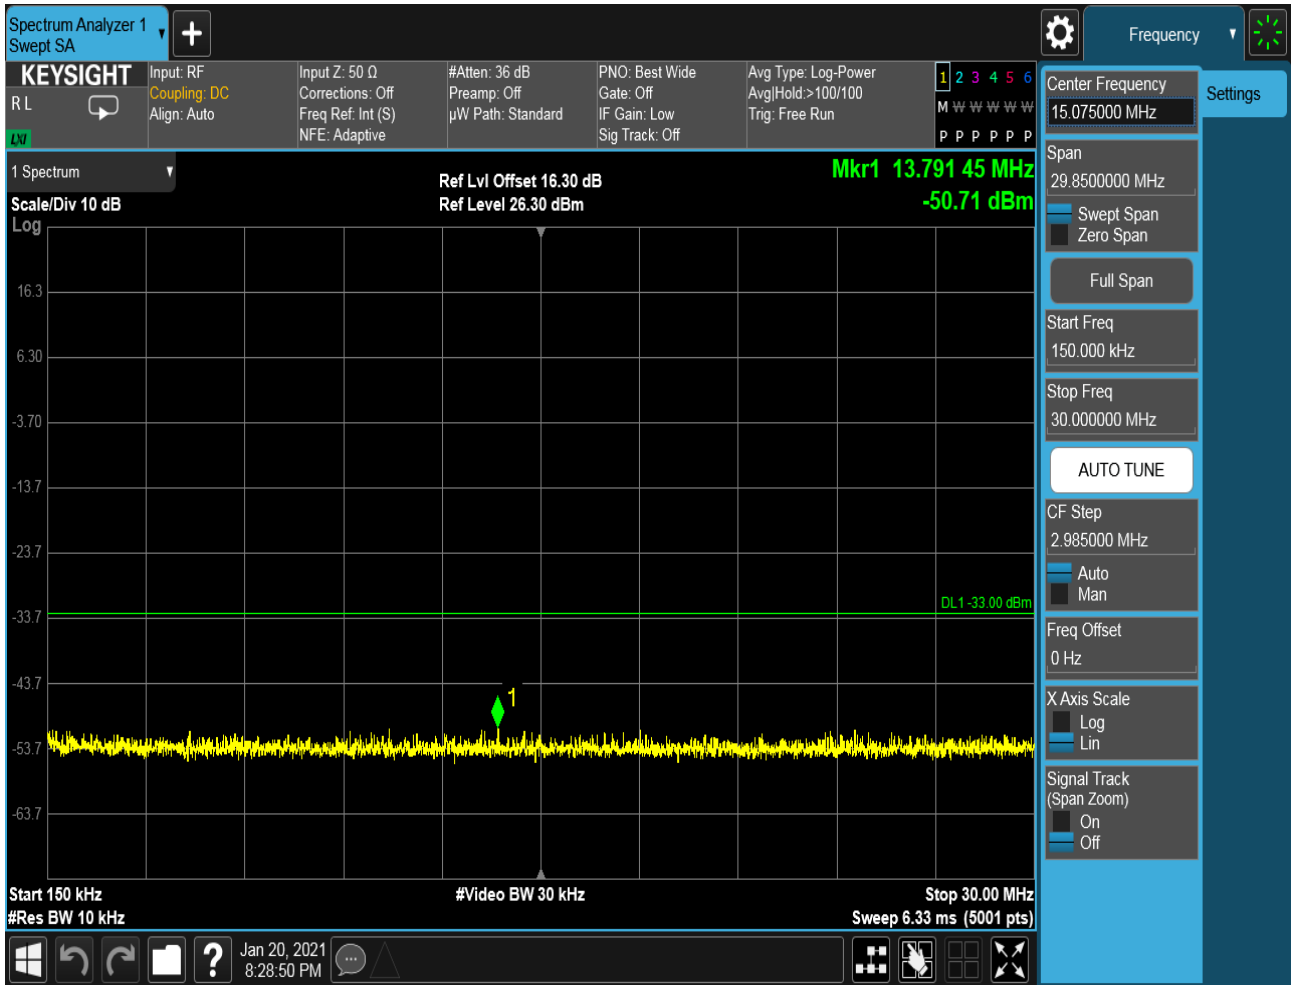 Spectrum Analyzer 1
Swept SA
Frequency
KEYSIGHT
R L
LXI
Input: RF
Coupling: DC
Align: Auto
Input Z: 50 Ω
Corrections: Off
Freq Ref: Int (S)
NFE: Adaptive
#Atten: 36 dB
Preamp: Off
µW Path: Standard
PNO: Best Wide
Gate: Off
IF Gain: Low
Sig Track: Off
Avg Type: Log-Power
Avg|Hold:>100/100
Trig: Free Run
1 2 3 4 5 6
M W W W W W
P P P P P P
1 Spectrum
Scale/Div 10 dB
Log
Ref Lvl Offset 16.30 dB
Ref Level 26.30 dBm
Mkr1 13.791 45 MHz
-50.71 dBm
16.3
6.30
-3.70
-13.7
-23.7
-33.7
-43.7
-53.7
-63.7
DL1 -33.00 dBm
1
Start 150 kHz
#Res BW 10 kHz
#Video BW 30 kHz
Stop 30.00 MHz
Sweep 6.33 ms (5001 pts)
Jan 20, 2021
8:28:50 PM
Center Frequency
15.075000 MHz
Settings
Span
29.8500000 MHz
Swept Span
Zero Span
Full Span
Start Freq
150.000 kHz
Stop Freq
30.000000 MHz
AUTO TUNE
CF Step
2.985000 MHz
Auto
Man
Freq Offset
0 Hz
X Axis Scale
Log
Lin
Signal Track
(Span Zoom)
On
Off